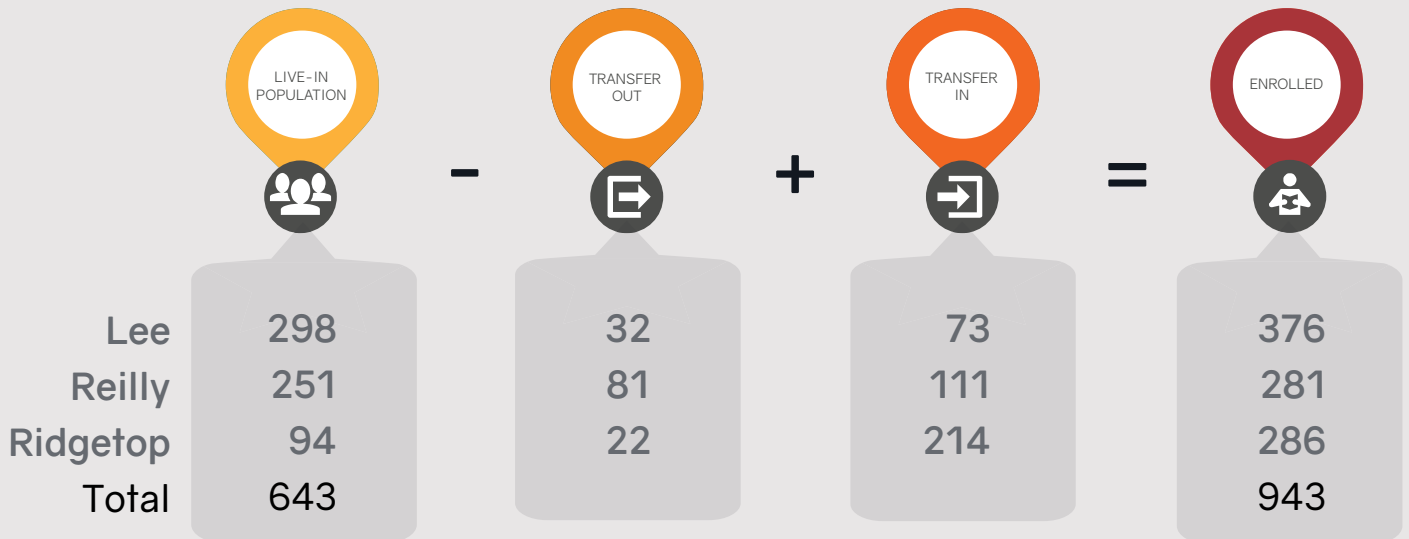 LIVE-IN
POPULATION
TRANSFER
OUT
TRANSFER
IN
ENROLLED
- + =
Lee 298 32 73 376
Reilly 251 81 111 281
Ridgetop 94 22 214 286
Total 643 943